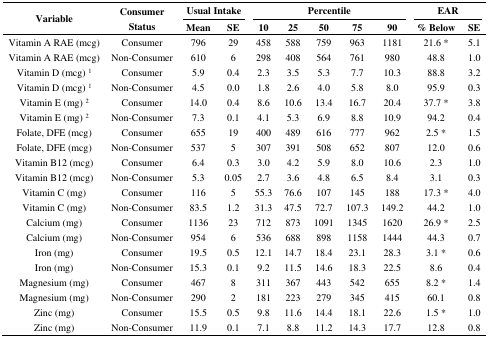 Variable Consumer Status Usual Intake Percentile EAR
Mean SE 10 25 50 75 90 % Below SE
Vitamin A RAE (mcg) Consumer 796 29 458 588 759 963 1181 21.6 * 5.1
Vitamin A RAE (mcg) Non-Consumer 610 6 298 408 564 761 980 48.8 1.0
Vitamin D (mcg) ¹ Consumer 5.9 0.4 2.3 3.5 5.3 7.7 10.3 88.8 3.2
Vitamin D (mcg) ¹ Non-Consumer 4.5 0.0 1.8 2.6 4.0 5.8 8.0 95.9 0.3
Vitamin E (mg) ² Consumer 14.0 0.4 8.6 10.6 13.4 16.7 20.4 37.7 * 3.8
Vitamin E (mg) ² Non-Consumer 7.3 0.1 4.1 5.3 6.9 8.8 10.9 94.2 0.4
Folate, DFE (mcg) Consumer 655 19 400 489 616 777 962 2.5 * 1.5
Folate, DFE (mcg) Non-Consumer 537 5 307 391 508 652 807 12.0 0.6
Vitamin B12 (mcg) Consumer 6.4 0.3 3.0 4.2 5.9 8.0 10.6 2.3 1.0
Vitamin B12 (mcg) Non-Consumer 5.3 0.05 2.7 3.6 4.8 6.5 8.4 3.1 0.3
Vitamin C (mg) Consumer 116 5 55.3 76.6 107 145 188 17.3 * 4.0
Vitamin C (mg) Non-Consumer 83.5 1.2 31.3 47.5 72.7 107.3 149.2 44.2 1.0
Calcium (mg) Consumer 1136 23 712 873 1091 1345 1620 26.9 * 2.5
Calcium (mg) Non-Consumer 954 6 536 688 898 1158 1444 44.3 0.7
Iron (mg) Consumer 19.5 0.5 12.1 14.7 18.4 23.1 28.3 3.1 * 0.6
Iron (mg) Non-Consumer 15.3 0.1 9.2 11.5 14.6 18.3 22.5 8.6 0.4
Magnesium (mg) Consumer 467 8 311 367 443 542 655 8.2 * 1.4
Magnesium (mg) Non-Consumer 290 2 181 223 279 345 415 60.1 0.8
Zinc (mg) Consumer 15.5 0.5 9.8 11.6 14.4 18.1 22.6 1.5 * 1.0
Zinc (mg) Non-Consumer 11.9 0.1 7.1 8.8 11.2 14.3 17.7 12.8 0.8